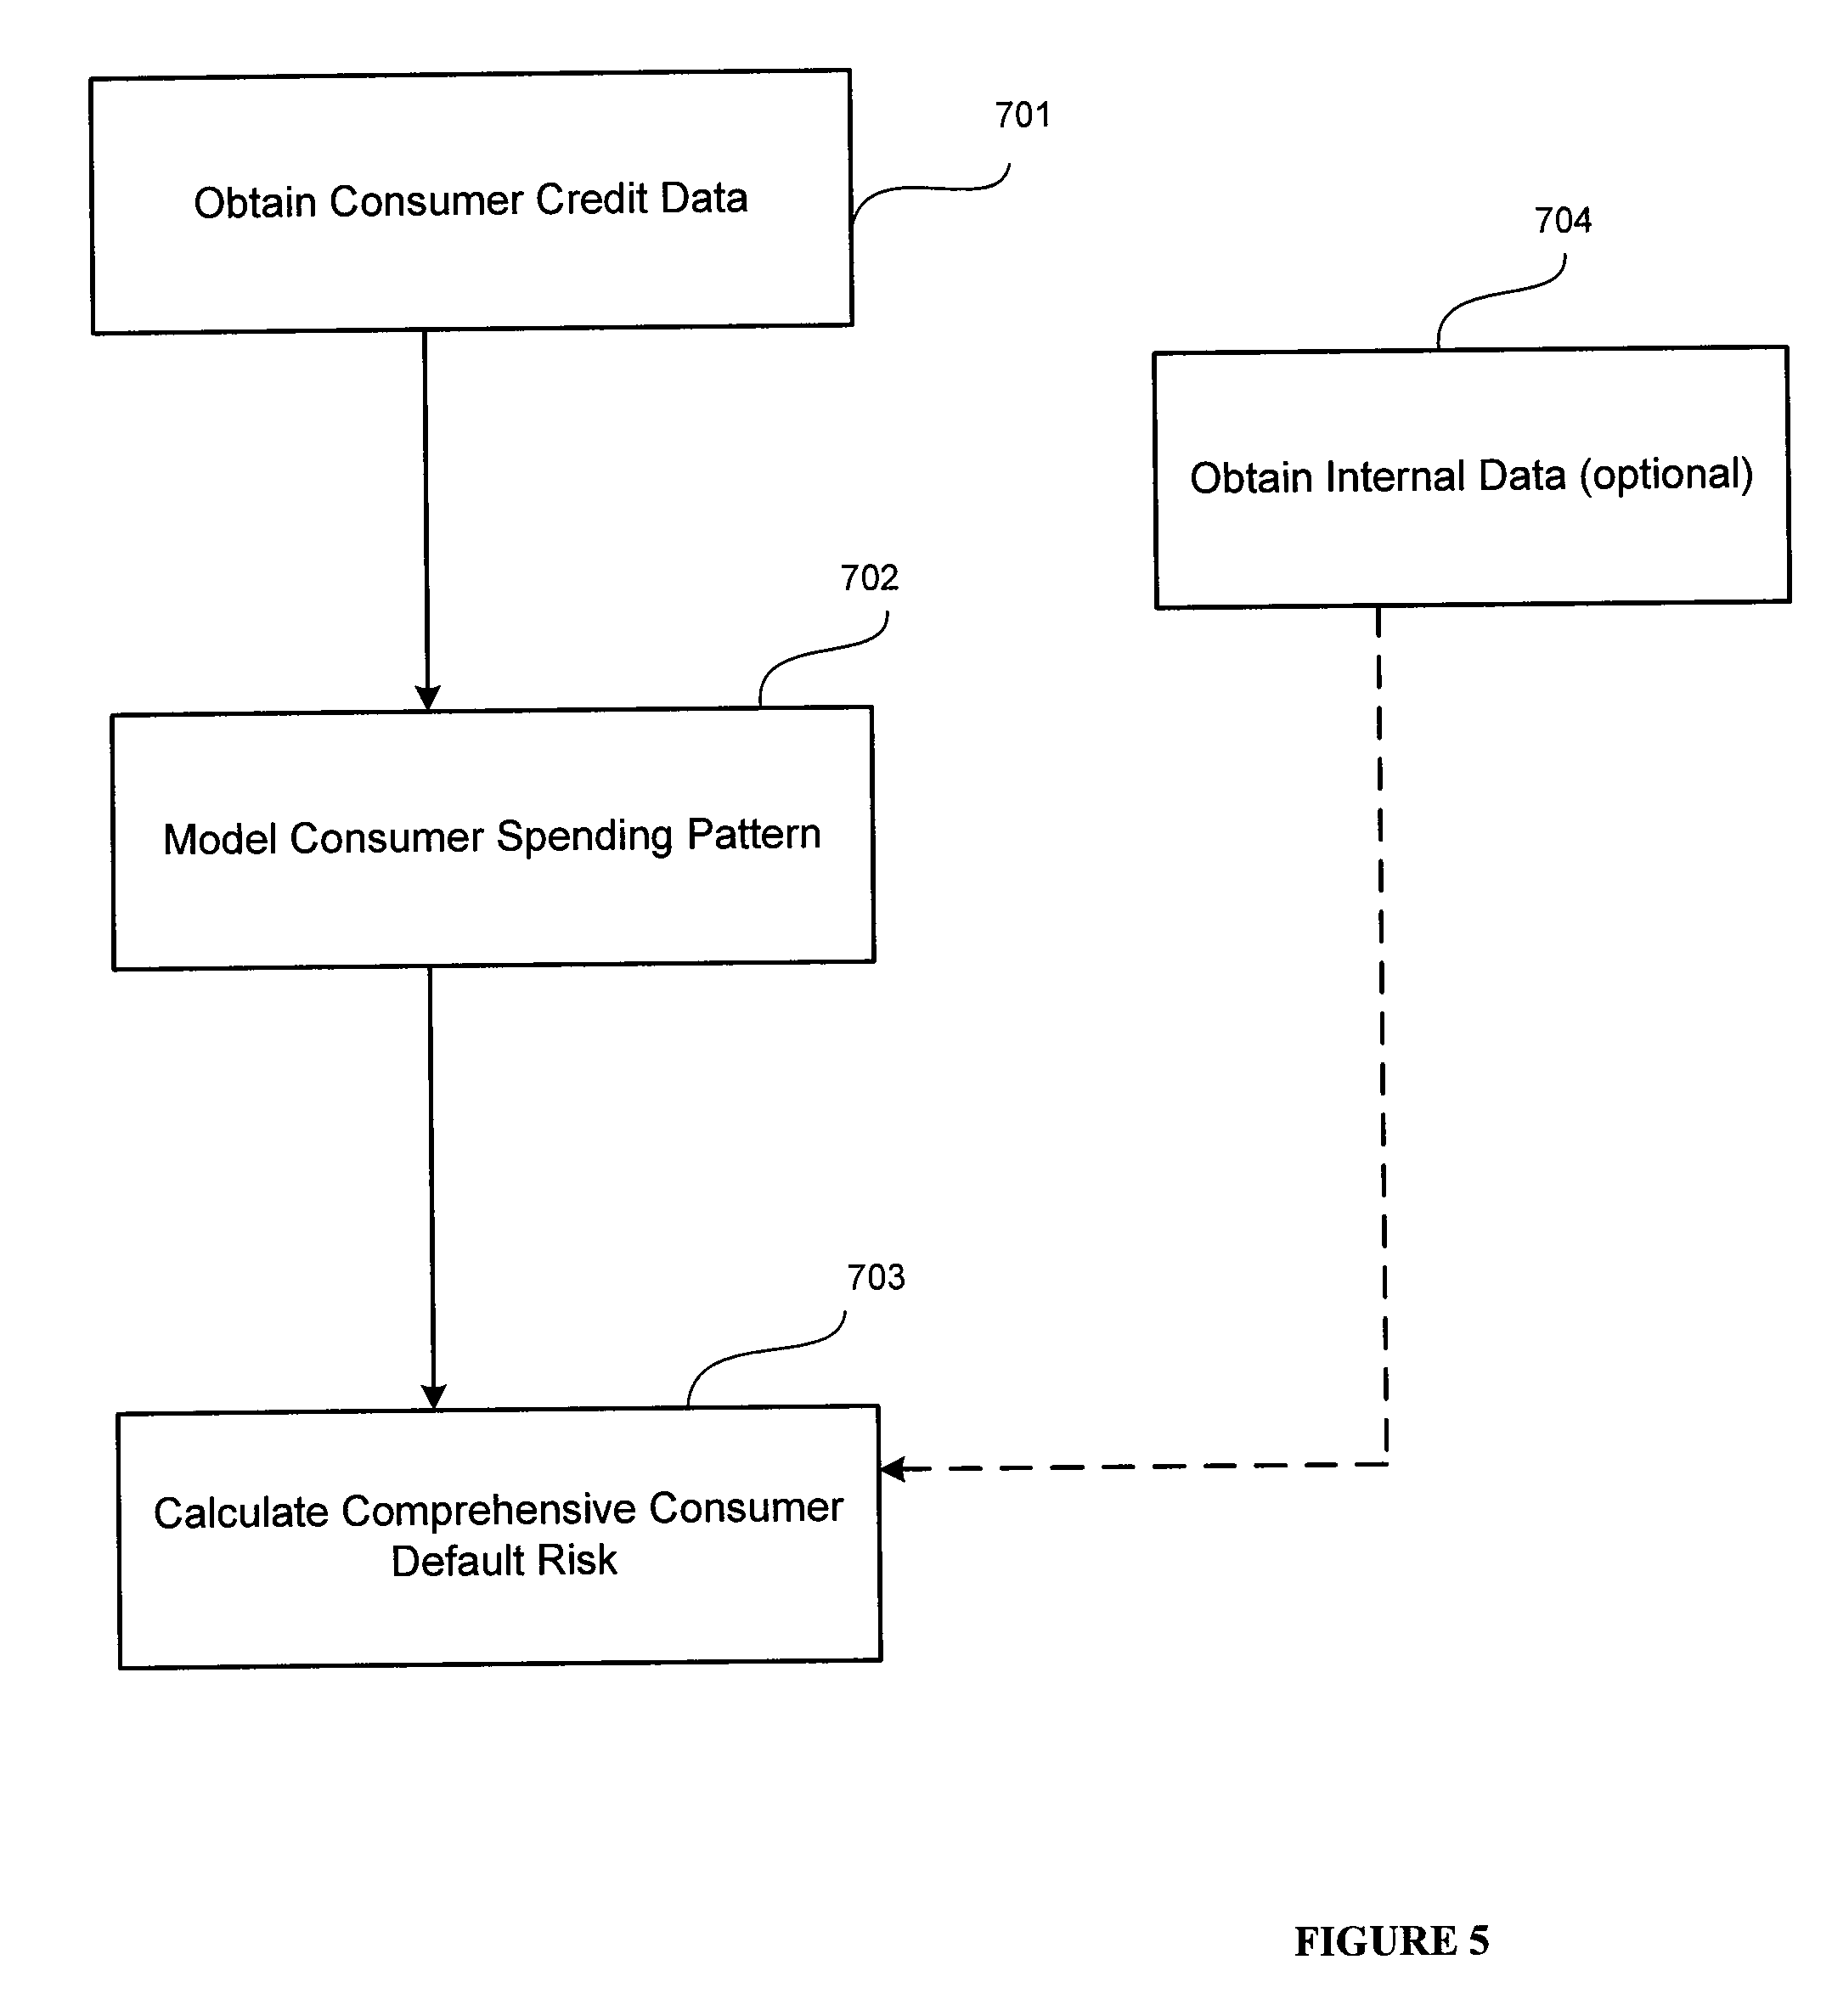 701
Obtain Consumer Credit Data
704
Obtain Internal Data (optional)
702
Model Consumer Spending Pattern
703
Calculate Comprehensive Consumer
Default Risk
FIGURE 5